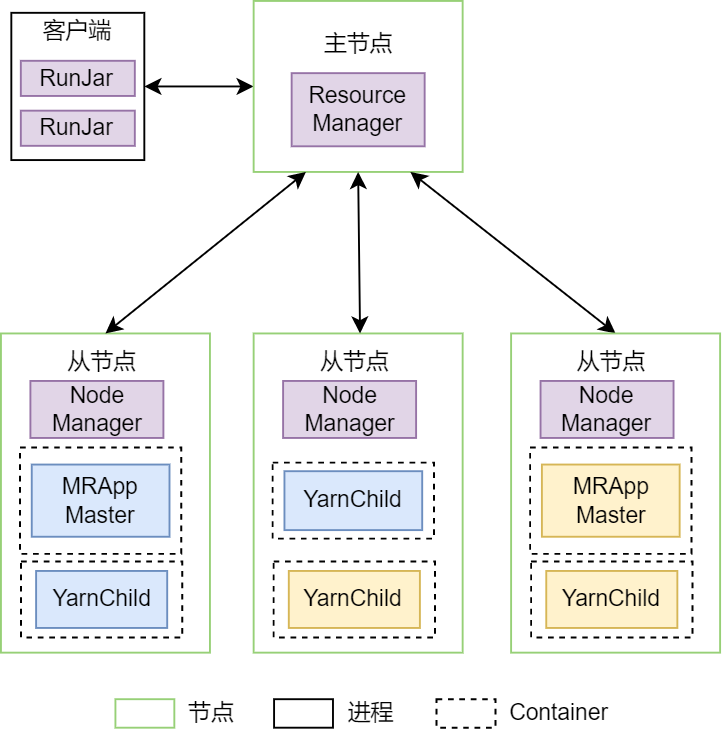 客户端
RunJar
RunJar
主节点
Resource
Manager
从节点
Node
Manager
MRApp
Master
YarnChild
从节点
Node
Manager
YarnChild
YarnChild
从节点
Node
Manager
MRApp
Master
YarnChild
节点
进程
Container